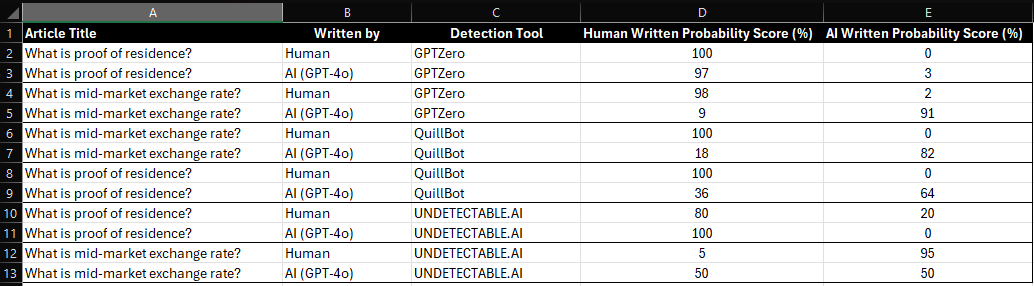 A B C D E
1 Article Title Written by Detection Tool Human Written Probability Score (%) AI Written Probability Score (%)
2 What is proof of residence? Human GPTZero 100 0
3 What is proof of residence? AI (GPT-4o) GPTZero 97 3
4 What is mid-market exchange rate? Human GPTZero 98 2
5 What is mid-market exchange rate? AI (GPT-4o) GPTZero 9 91
6 What is mid-market exchange rate? Human QuillBot 100 0
7 What is mid-market exchange rate? AI (GPT-4o) QuillBot 18 82
8 What is proof of residence? Human QuillBot 100 0
9 What is proof of residence? AI (GPT-4o) QuillBot 36 64
10 What is proof of residence? Human UNDETECTABLE.AI 80 20
11 What is proof of residence? AI (GPT-4o) UNDETECTABLE.AI 100 0
12 What is mid-market exchange rate? Human UNDETECTABLE.AI 5 95
13 What is mid-market exchange rate? AI (GPT-4o) UNDETECTABLE.AI 50 50